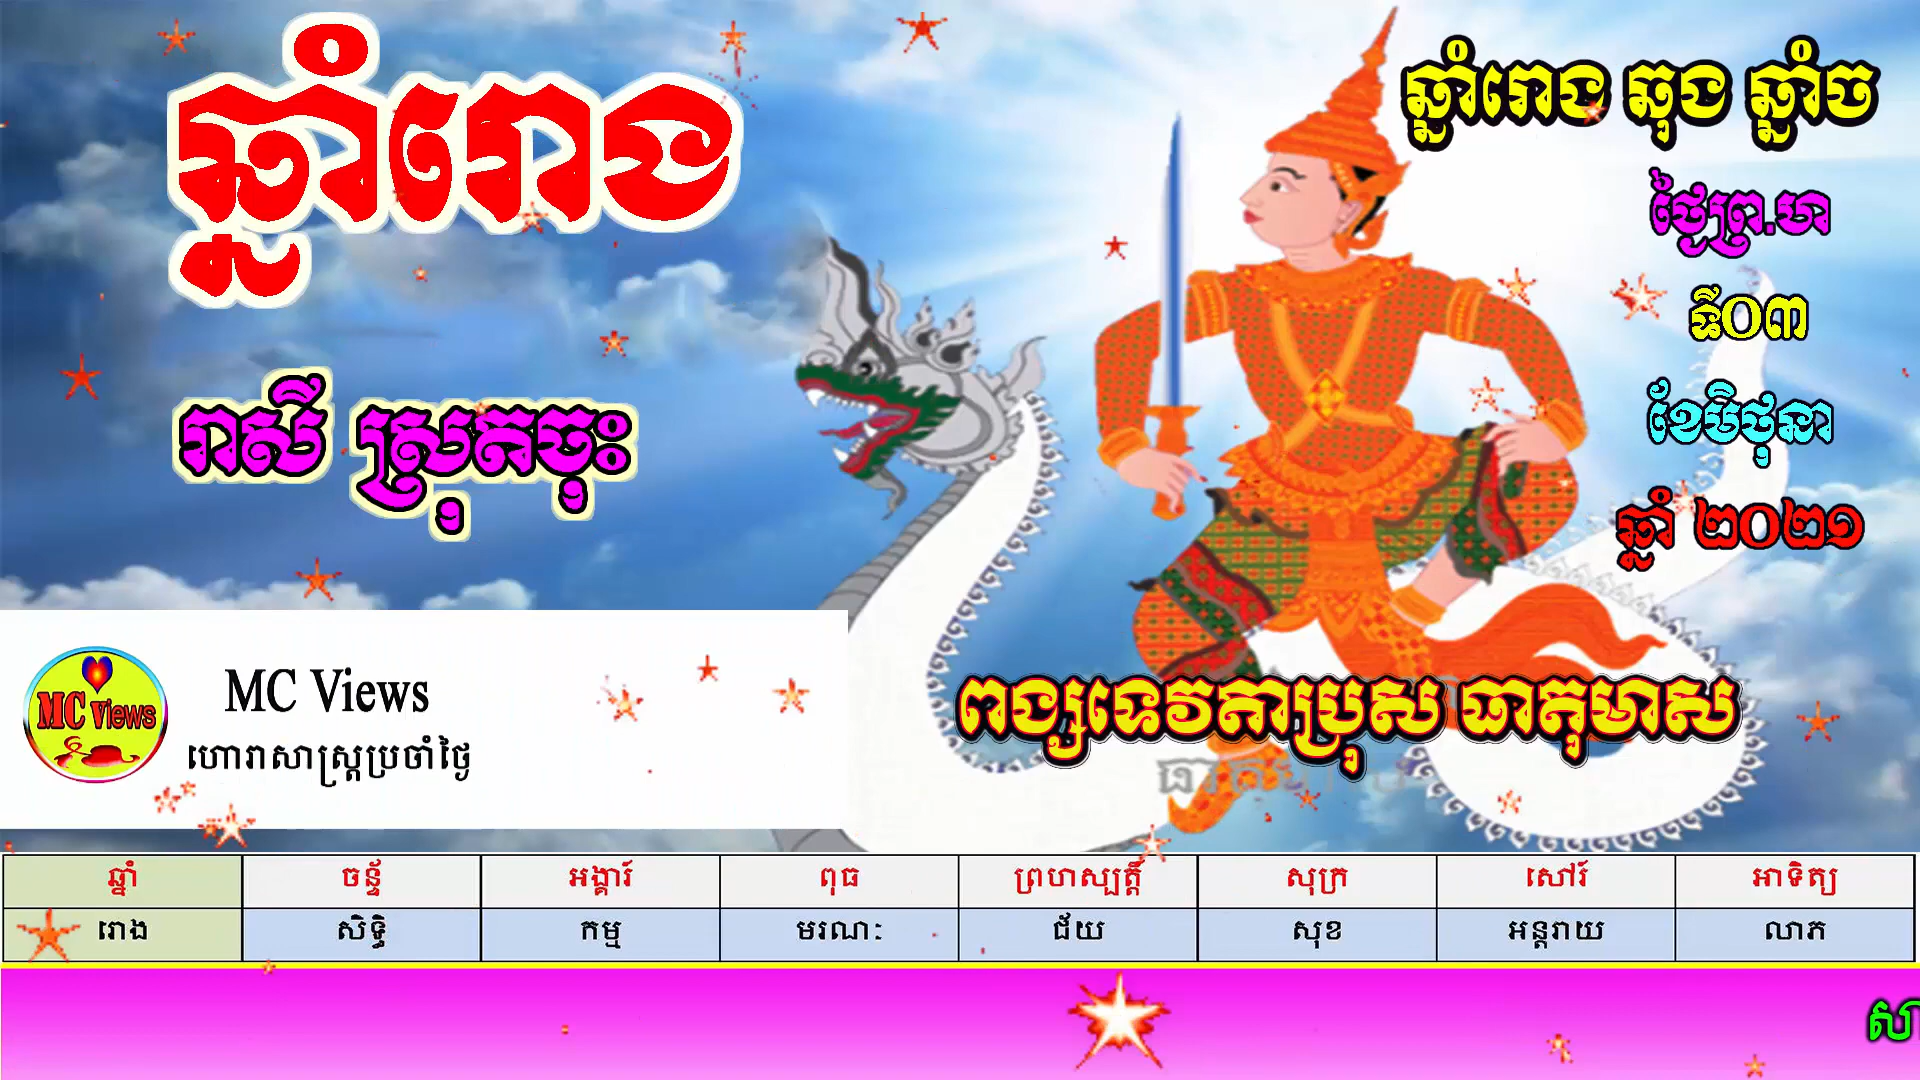 ឆ្នាំរោង
រាសី ស្រុតចុះ
ឆ្នាំរោង ឆុង ឆ្នាំច
ថ្ងៃព្រ.ហ
ទី០៣
ខែមិថុនា
ឆ្នាំ ២០២១
MC Views
MC Views
ហោរាសាស្ត្រប្រចាំថ្ងៃ
ពង្សទេវតាប្រុស ធាតុមាស
ឆ្នាំ ចន្ទ័ អង្គារ៍ ពុធ ព្រហស្បត្តិ៍ សុក្រ សៅរ៍ អាទិត្យ
រោង សិទ្ធិ កម្ម មរណៈ ជ័យ សុខ អន្តរាយ លាភ